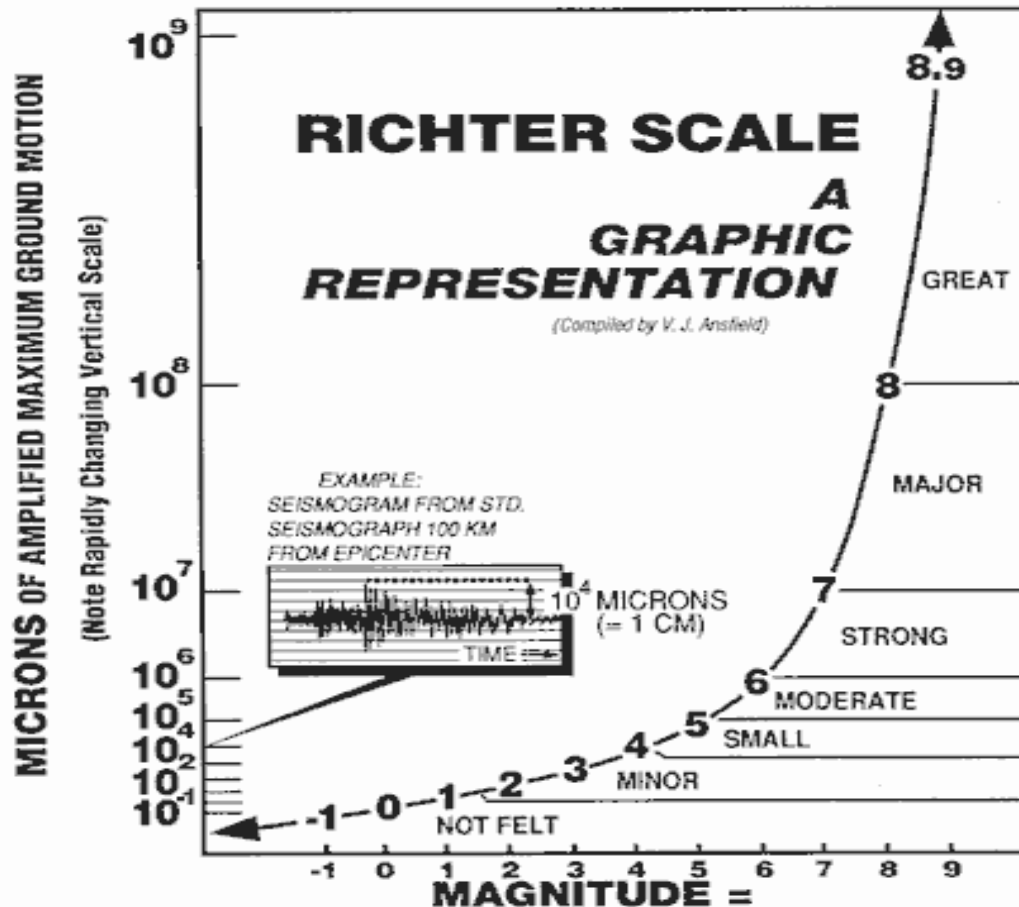 MICRONS OF AMPLIFIED MAXIMUM GROUND MOTION
(Note Rapidly Changing Vertical Scale)
10⁹
8.9
RICHTER SCALE
A
GRAPHIC
REPRESENTATION
(Compiled by V. J. Ansfield)
GREAT
10⁸
8
MAJOR
EXAMPLE:
SEISMOGRAM FROM STD.
SEISMOGRAPH 100 KM
FROM EPICENTER
10⁴ MICRONS
(= 1 CM)
TIME
10⁷
7
STRONG
10⁶
6
MODERATE
10⁵
5
SMALL
10⁴
4
MINOR
10²
3
10²
2
10⁻¹
1
0
-1
NOT FELT
-1 0 1 2 3 4 5 6 7 8 9
MAGNITUDE =